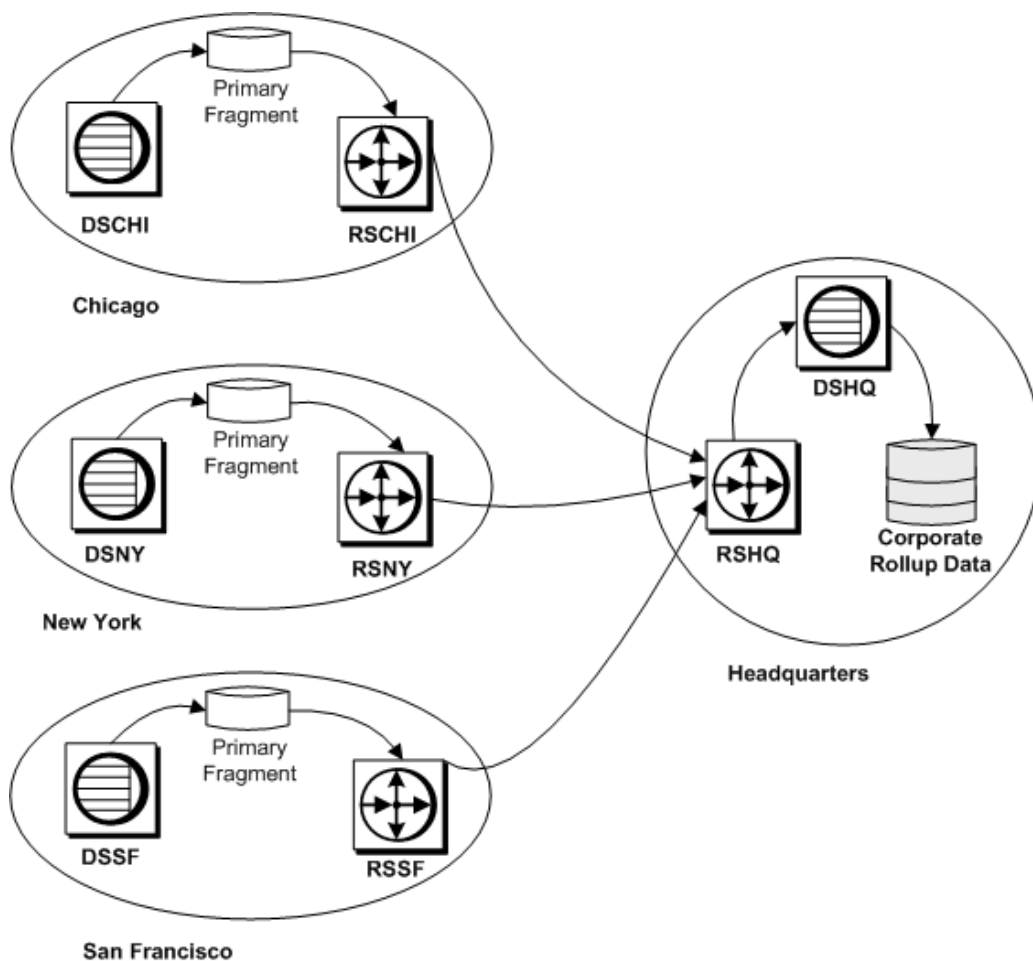 Primary
Fragment
DSCHI
RSCHI
Chicago
DSHQ
Primary
Fragment
DSNY
RSNY
RSHQ
Corporate
Rollup Data
New York
Headquarters
Primary
Fragment
DSSF
RSSF
San Francisco